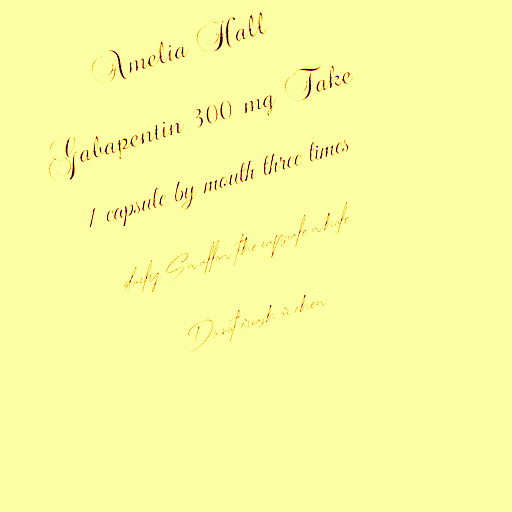 Amelia Hall
Gabapentin 300 mg Take
1 capsule by mouth three times
daily Swallow the capsule whole
Do not crush or chew